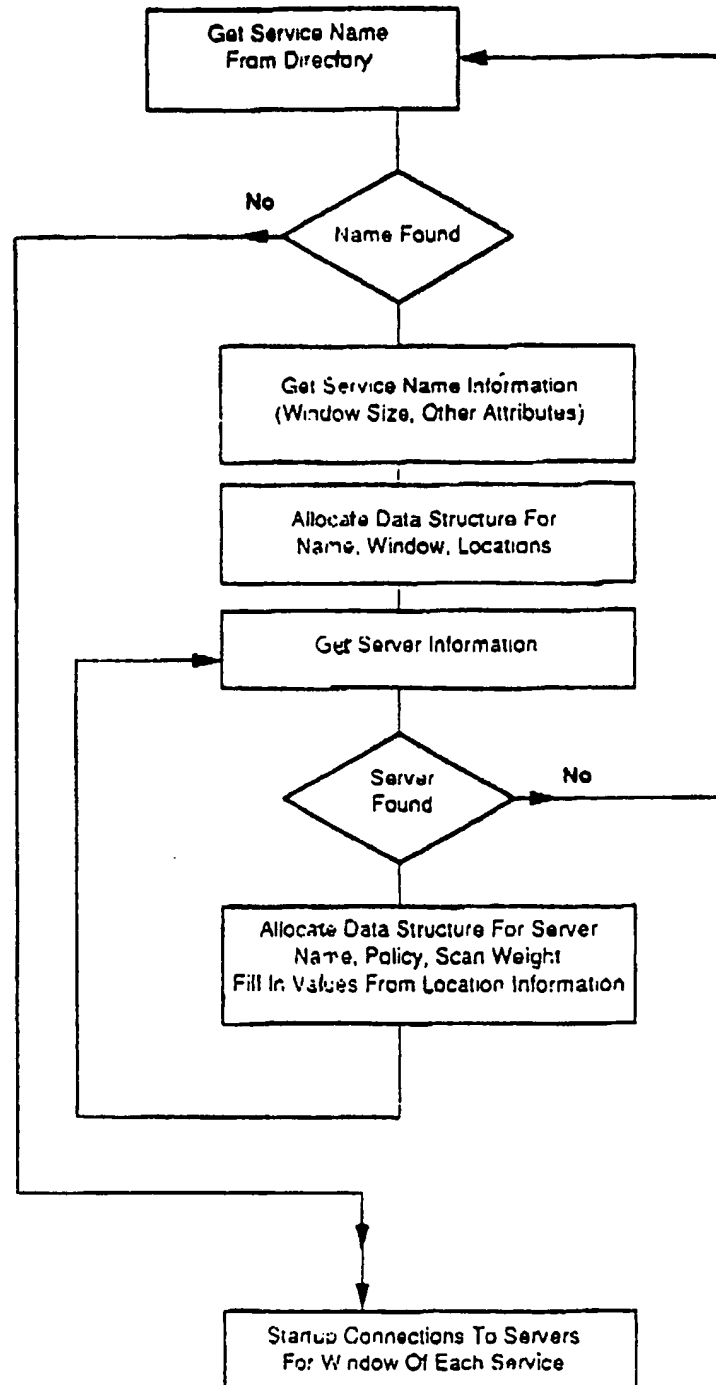 Get Service Name
From Directory
No
Name Found
Get Service Name Information
(Window Size, Other Attributes)
Allocate Data Structure For
Name, Window, Locations
Get Server Information
Server
Found
No
Allocate Data Structure For Server
Name, Policy, Scan Weight
Fill In Values From Location Information
Startup Connections To Servers
For Window Of Each Service